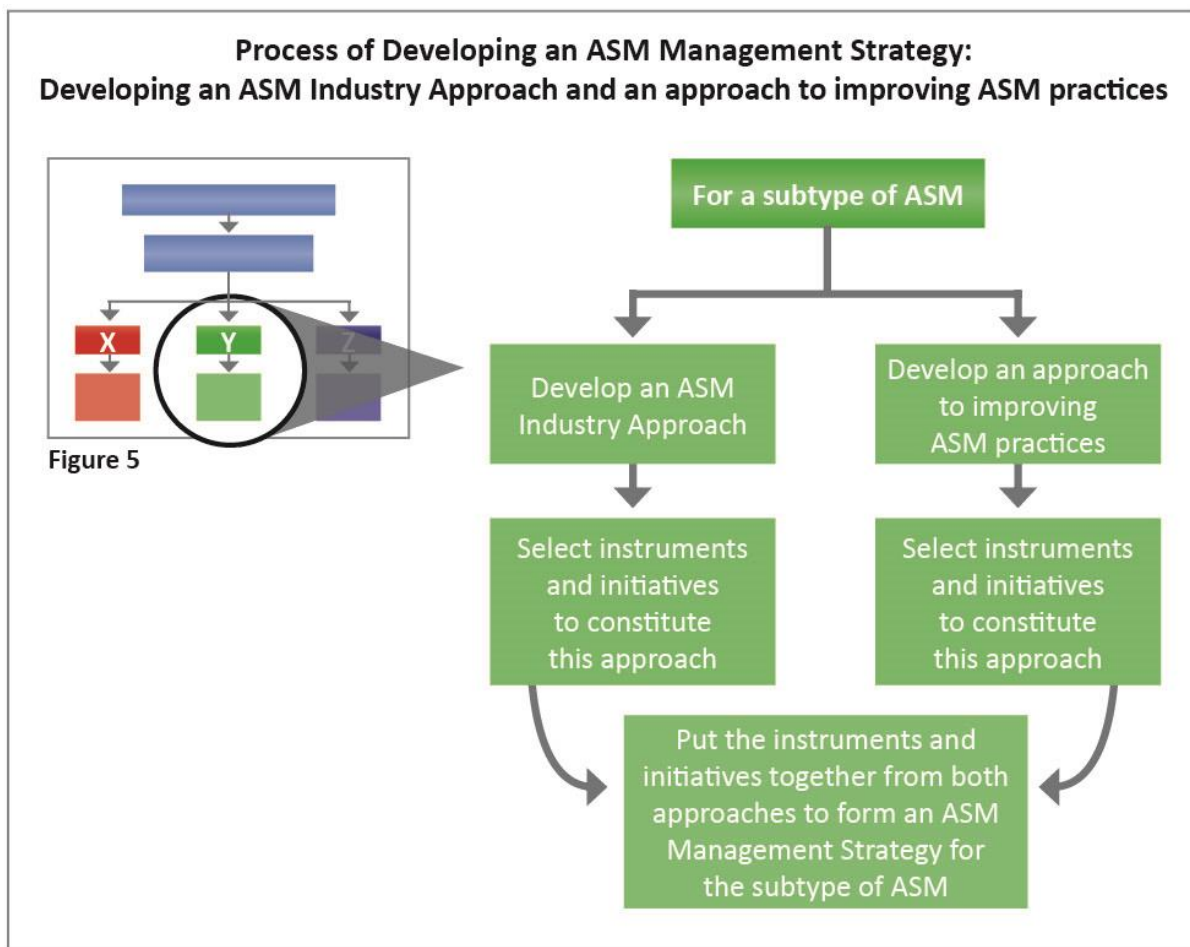 Process of Developing an ASM Management Strategy:
Developing an ASM Industry Approach and an approach to improving ASM practices
X
Y
Z
Figure 5
For a subtype of ASM
Develop an ASM
Industry Approach
Develop an approach
to improving
ASM practices
Select instruments
and initiatives
to constitute
this approach
Select instruments
and initiatives
to constitute
this approach
Put the instruments and
initiatives together from both
approaches to form an ASM
Management Strategy for
the subtype of ASM